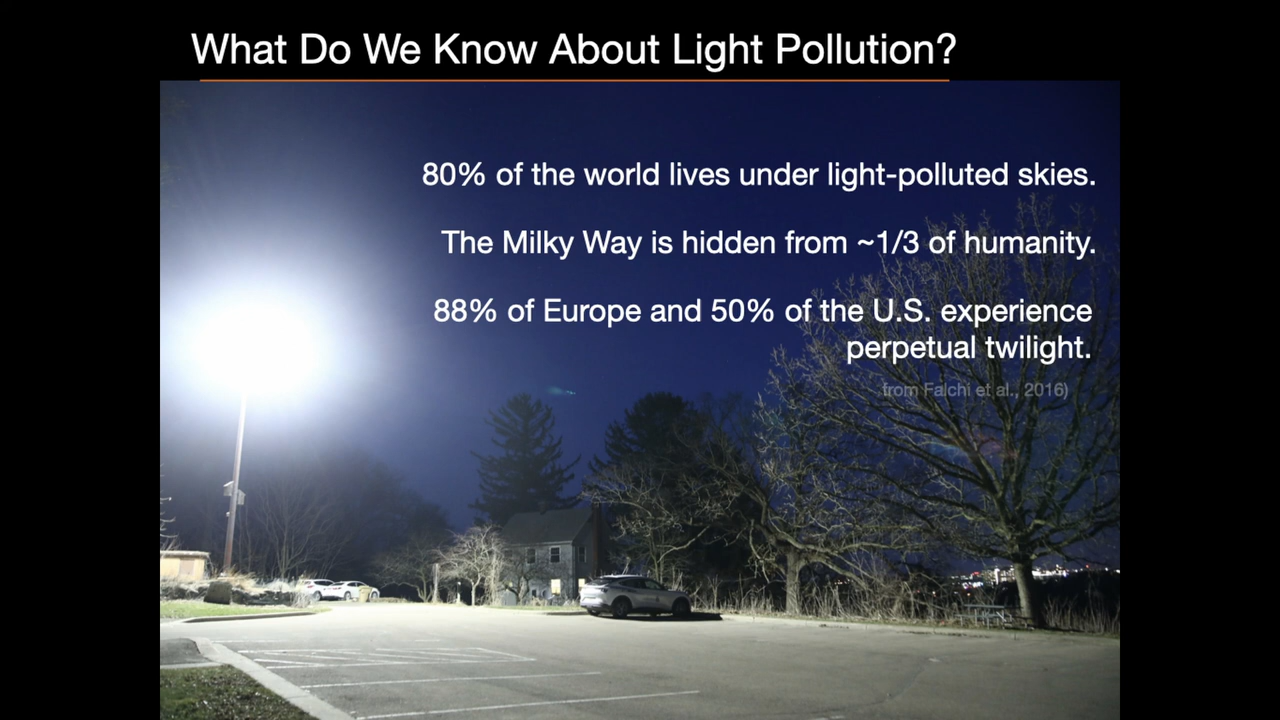 What Do We Know About Light Pollution?
80% of the world lives under light-polluted skies.
The Milky Way is hidden from ~1/3 of humanity.
88% of Europe and 50% of the U.S. experience
perpetual twilight.
from Falchi et al., 2016)